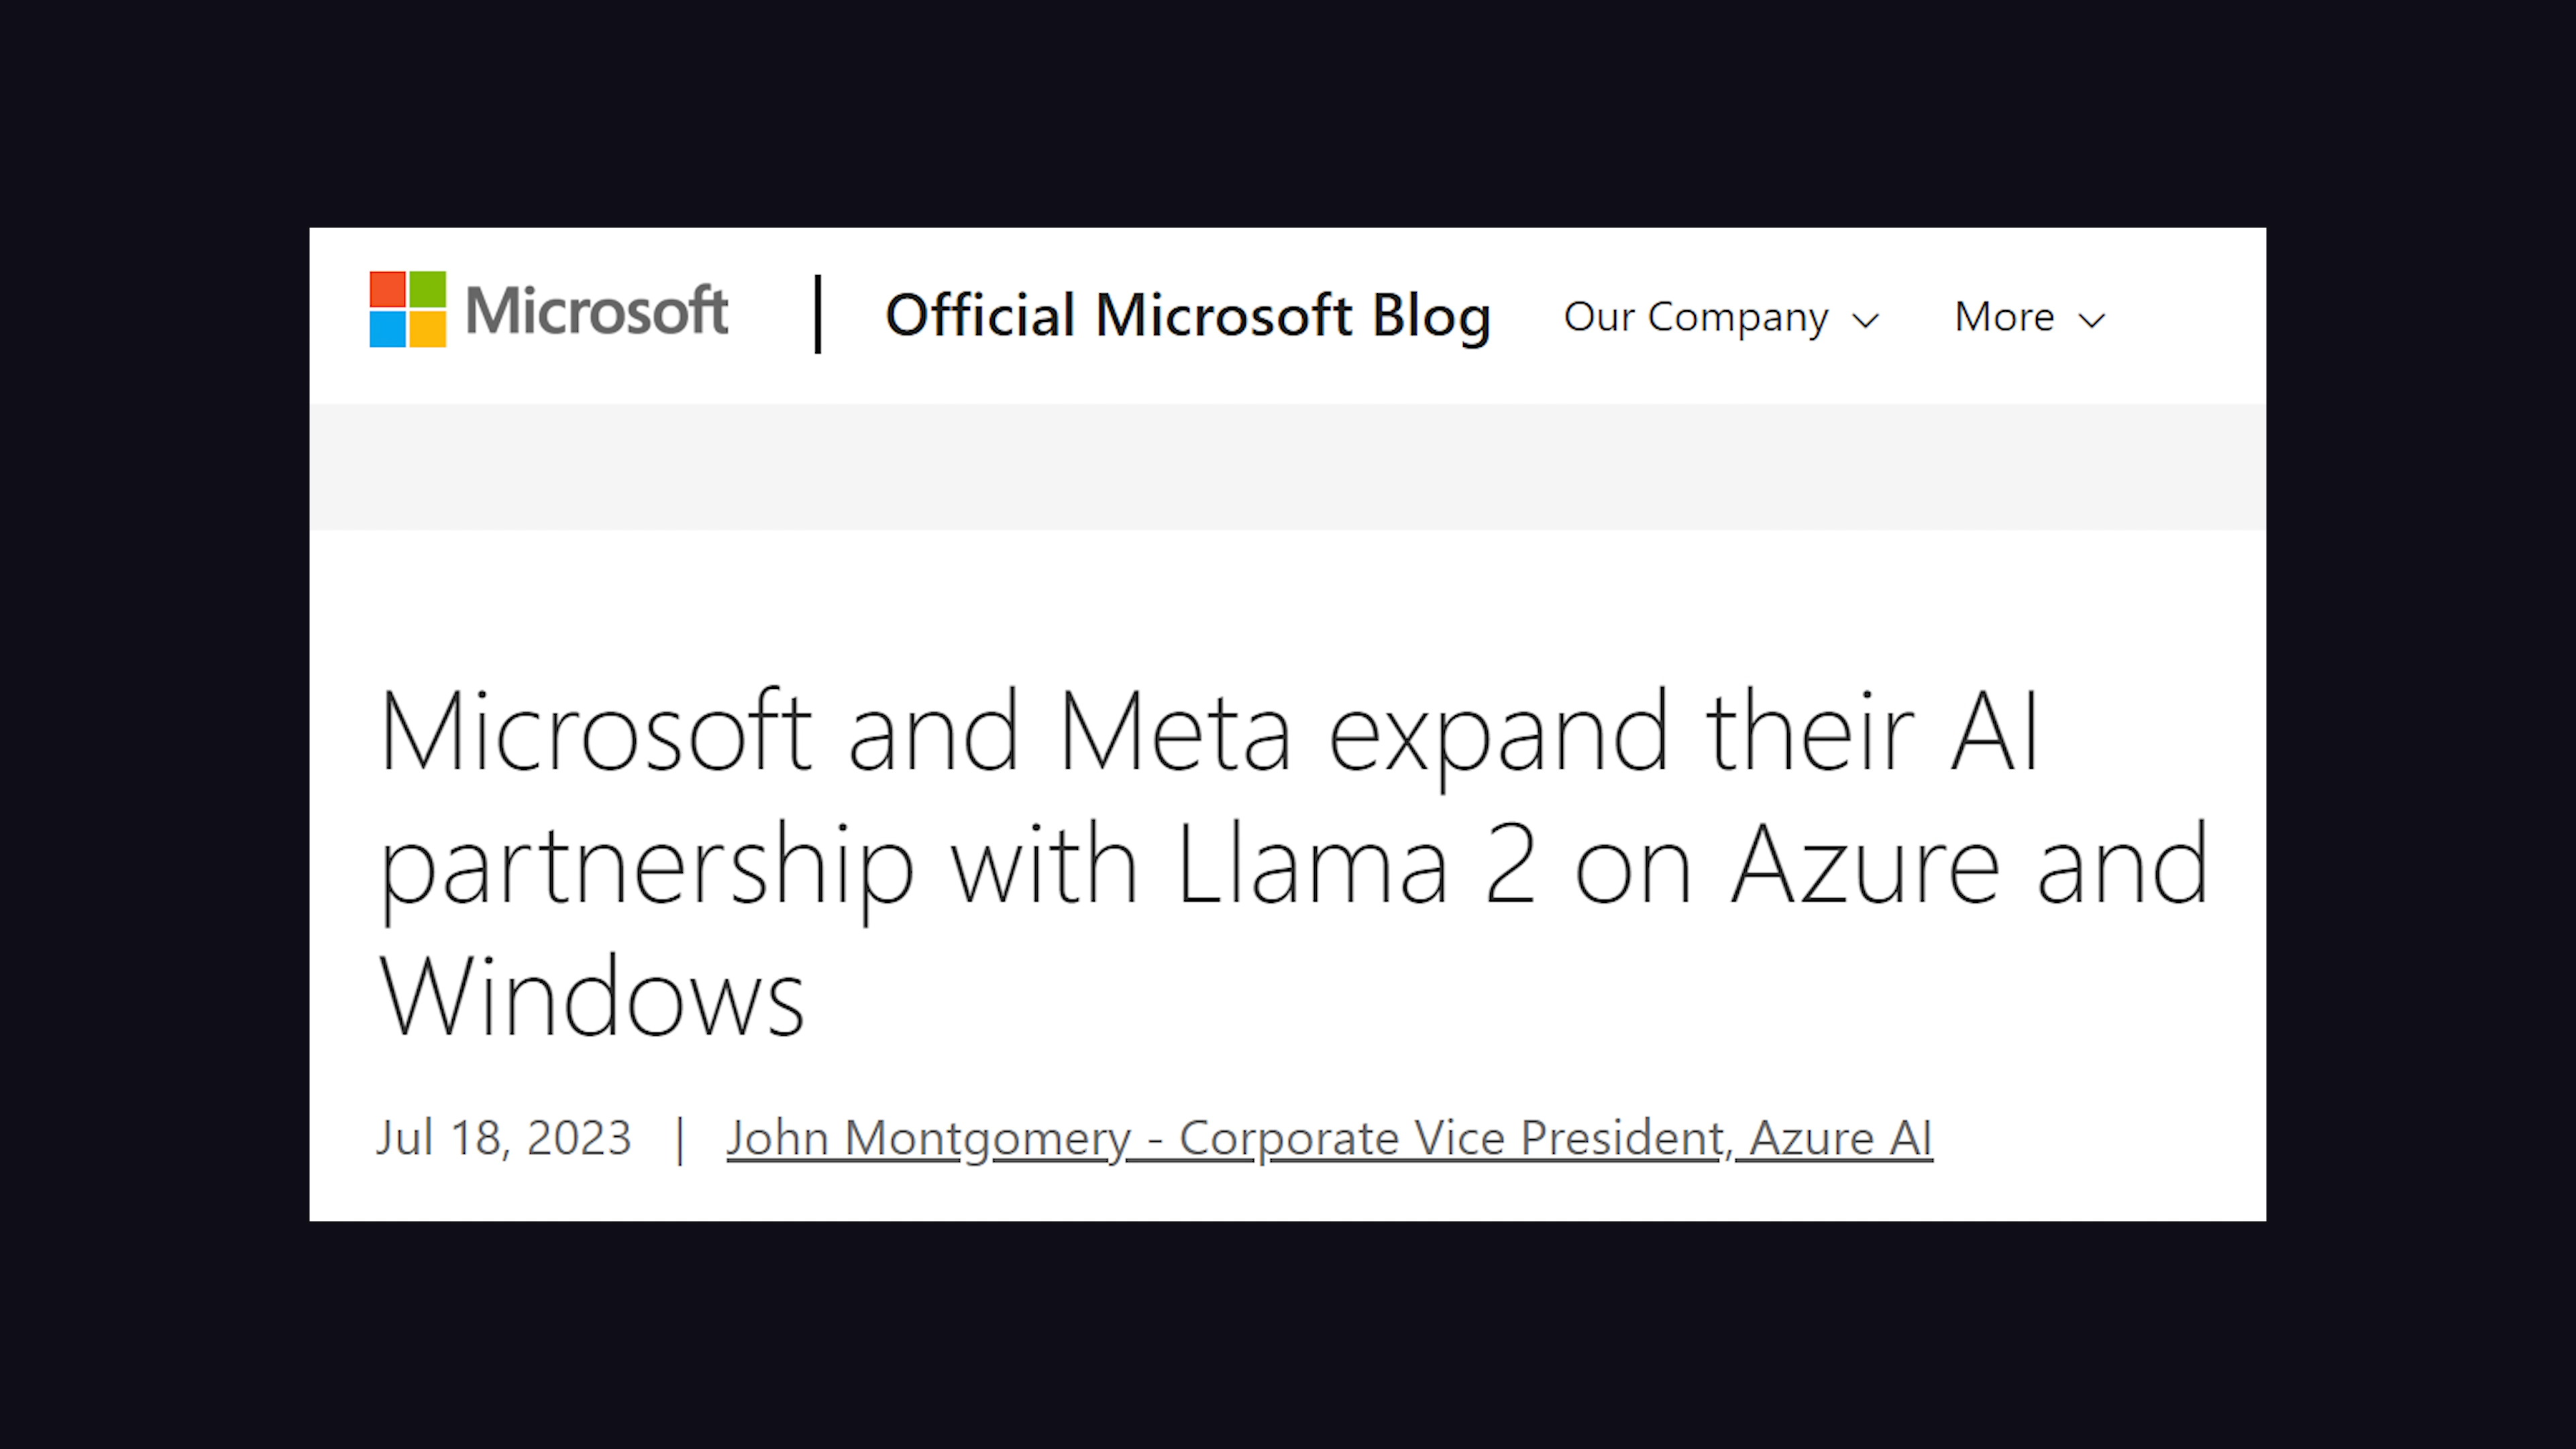 Microsoft | Official Microsoft Blog Our Company More
Microsoft and Meta expand their AI
partnership with Llama 2 on Azure and
Windows
Jul 18, 2023 | John Montgomery - Corporate Vice President, Azure AI